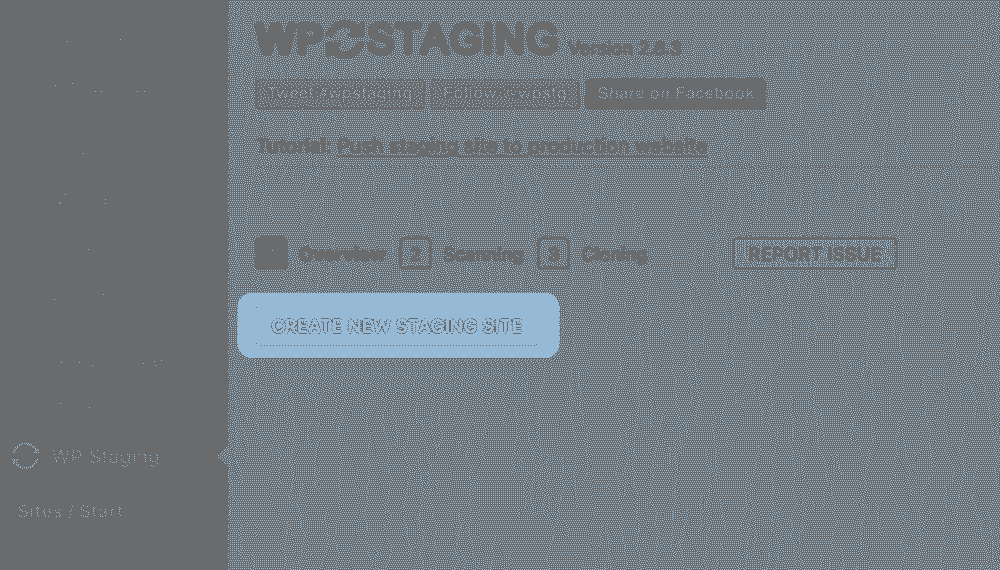 WP STAGING Version 2.6.3
Tweet #wpstaging Follow @wpstg Share on Facebook
Tutorial: Push staging site to production website
Overview 2 Scanning 3 Cloning REPORT ISSUE
CREATE NEW STAGING SITE
WP Staging
Sites / Start